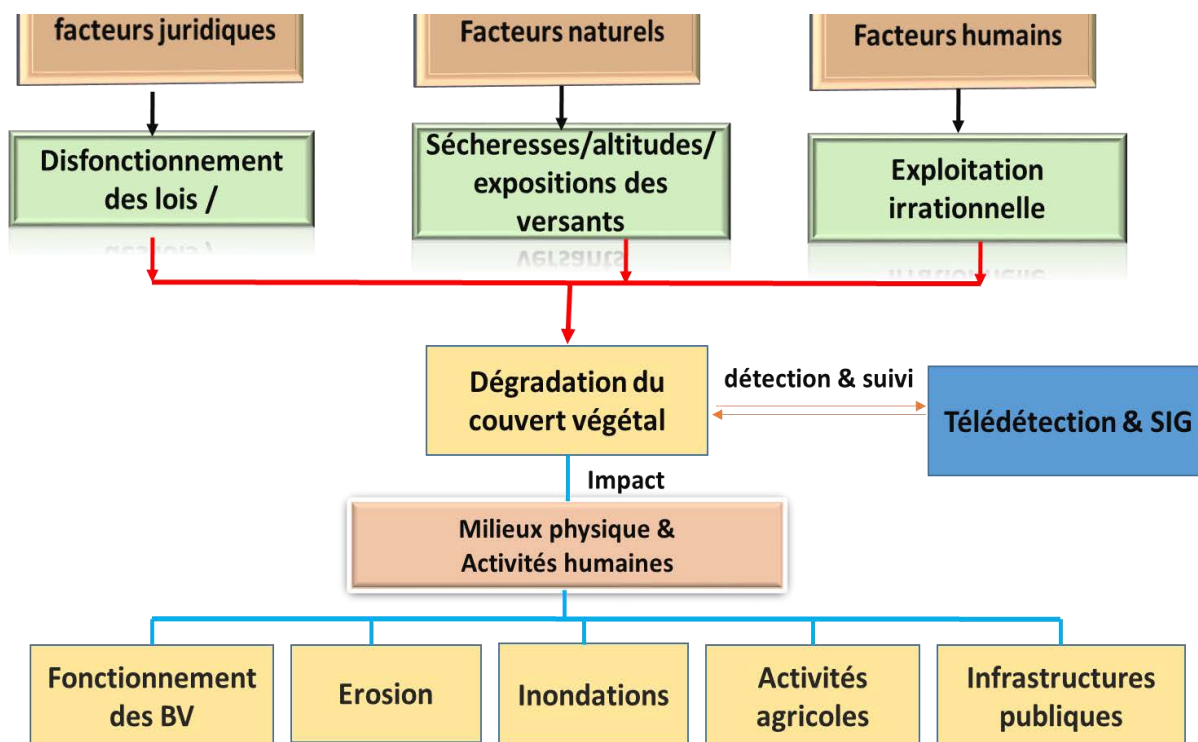 facteurs juridiques
Facteurs naturels
Facteurs humains
Disfonctionnement
des lois /
Sécheresses/altitudes/
expositions des
versants
Exploitation
irrationnelle
Dégradation du
couvert végétal
détection & suivi
Télédétection & SIG
Impact
Milieux physique &
Activités humaines
Fonctionnement
des BV
Erosion
Inondations
Activités
agricoles
Infrastructures
publiques